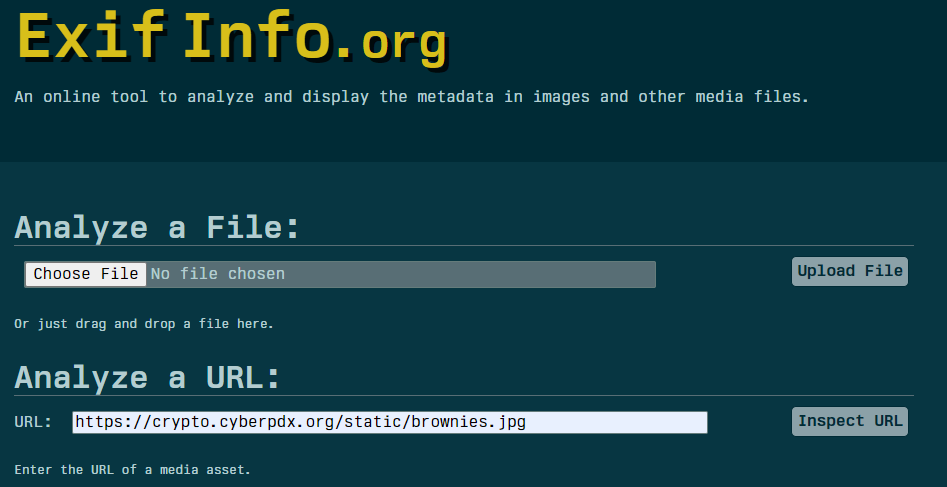 Exif Info.org
An online tool to analyze and display the metadata in images and other media files.
Analyze a File:
Choose File No file chosen Upload File
Or just drag and drop a file here.
Analyze a URL:
URL: https://crypto.cyberpdx.org/static/brownies.jpg Inspect URL
Enter the URL of a media asset.